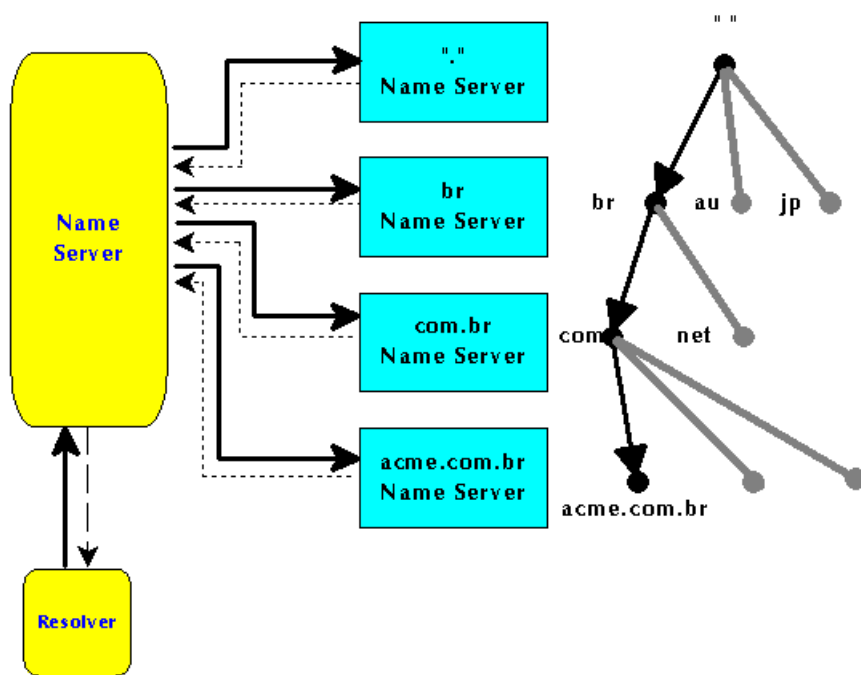 " "
"."
Name Server
br
Name Server
br
au
jp
Name
Server
com.br
Name Server
com
net
acme.com.br
Name Server
acme.com.br
Resolver